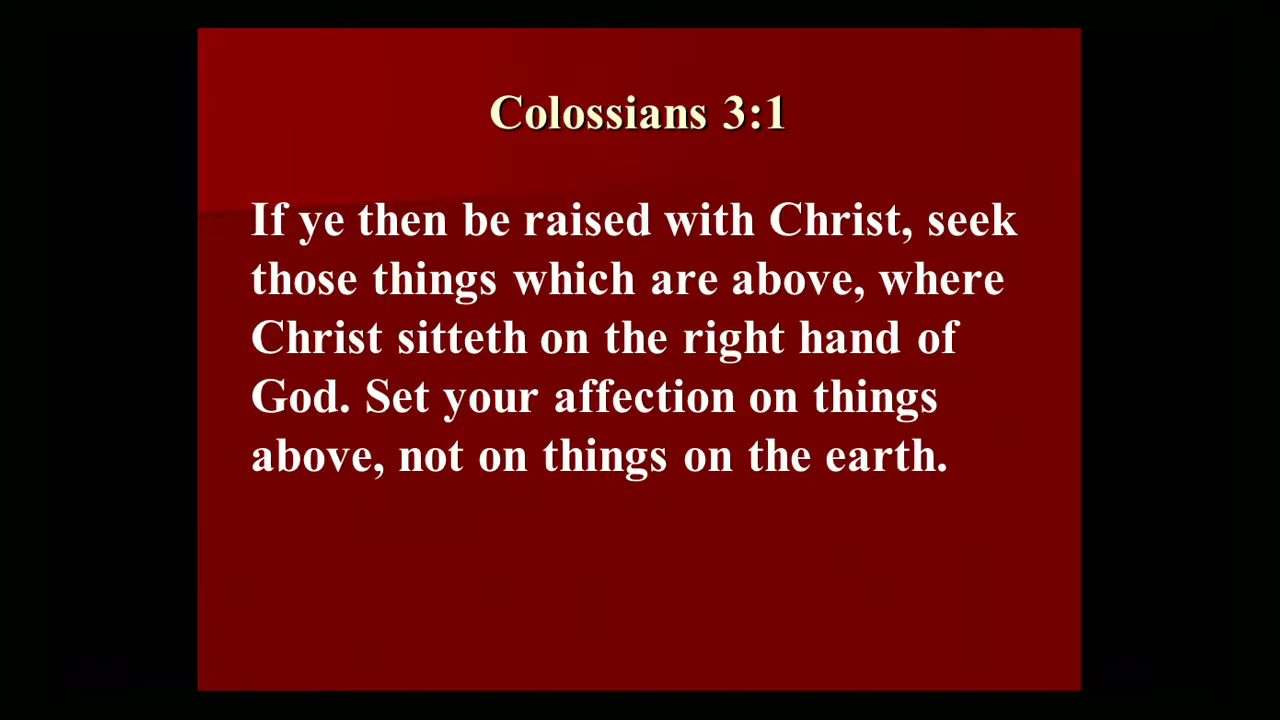 Colossians 3:1
If ye then be raised with Christ, seek
those things which are above, where
Christ sitteth on the right hand of
God. Set your affection on things
above, not on things on the earth.